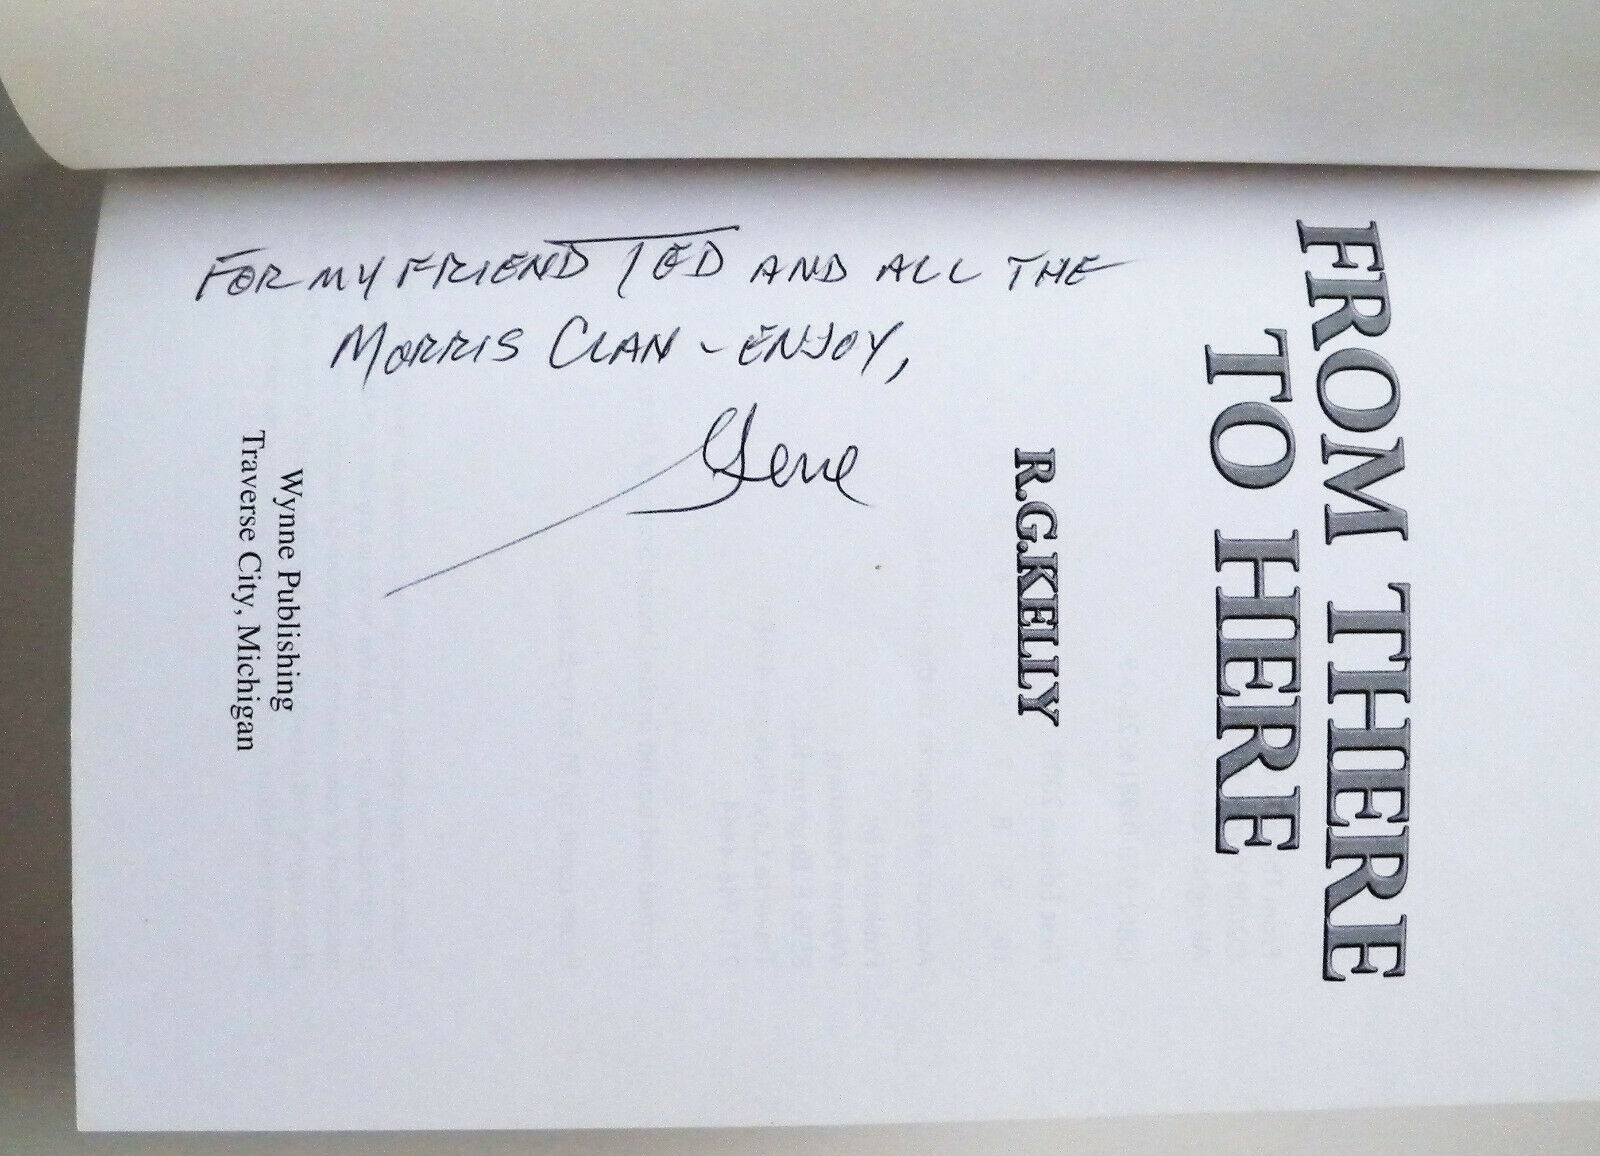 FROM THERE
TO HERE
R.G.KELLY
FOR MY FRIEND TED AND ALL THE
MORRIS CLAN - ENJOY,
Gene
Wynne Publishing
Traverse City, Michigan